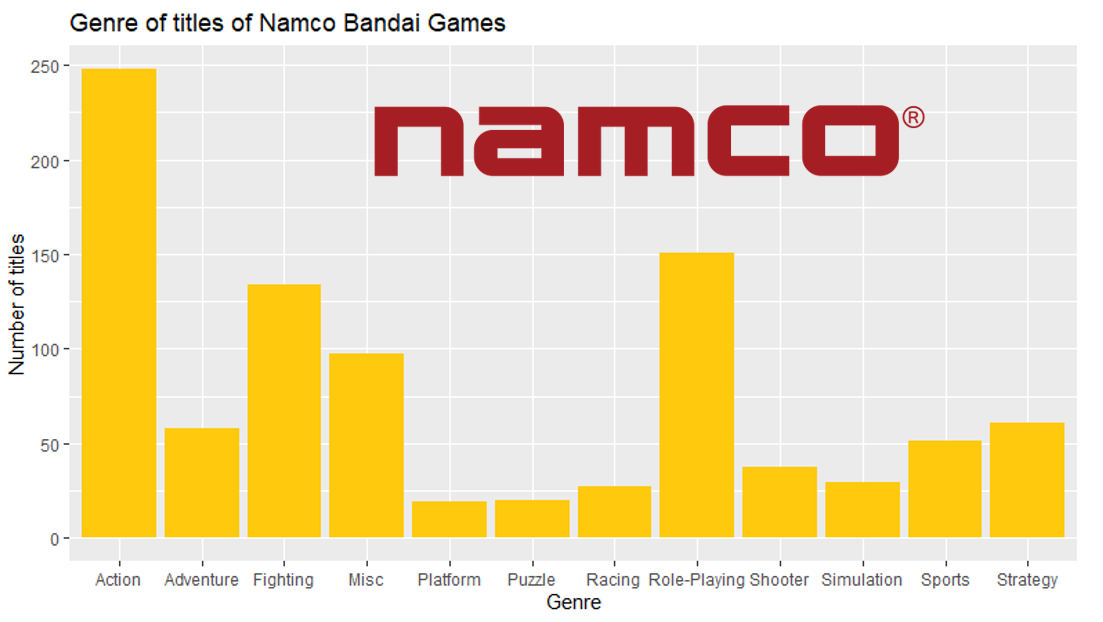 Genre of titles of Namco Bandai Games
namco®
Number of titles
250
200
150
100
50
0
Action Adventure Fighting Misc Platform Puzzle Racing Role-Playing Shooter Simulation Sports Strategy
Genre